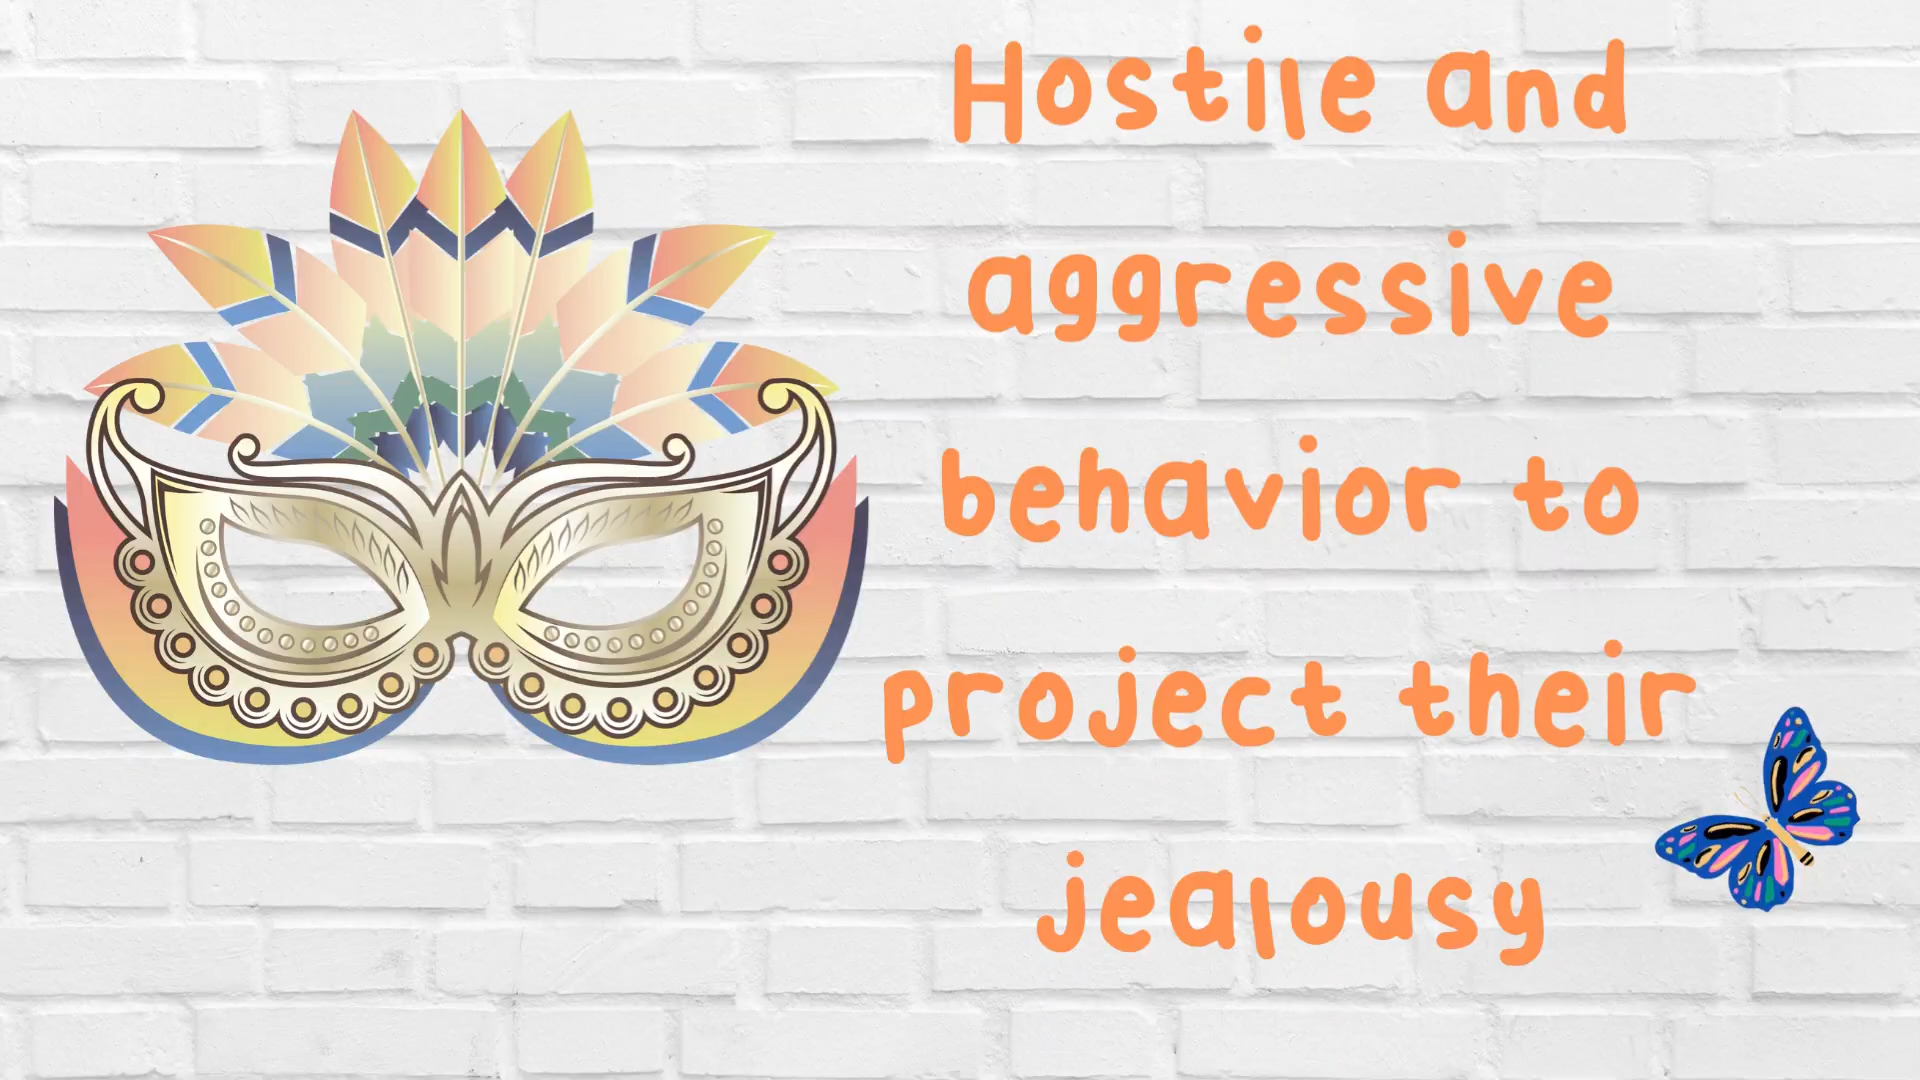 Hostile and
aggressive
behavior to
project their
jealousy